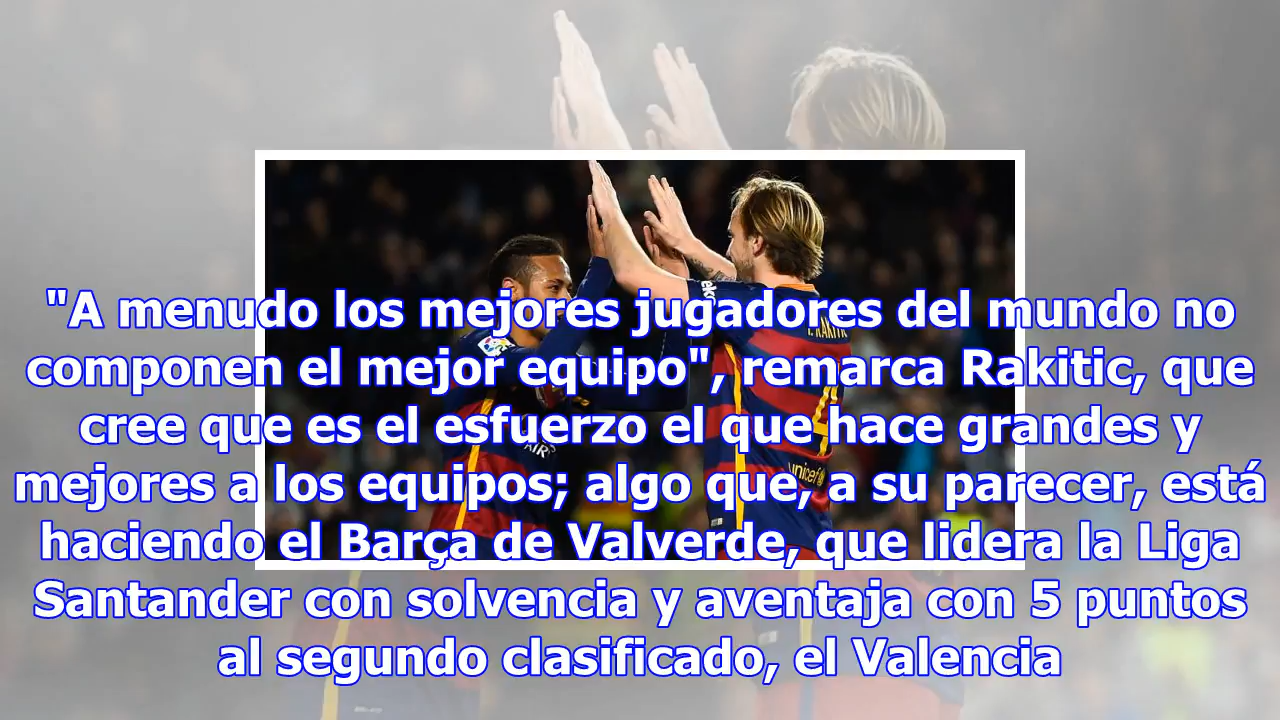 "A menudo los mejores jugadores del mundo no
componen el mejor equipo", remarca Rakitic, que
cree que es el esfuerzo el que hace grandes y
mejores a los equipos; algo que, a su parecer, está
haciendo el Barça de Valverde, que lidera la Liga
Santander con solvencia y aventaja con 5 puntos
al segundo clasificado, el Valencia
unicef